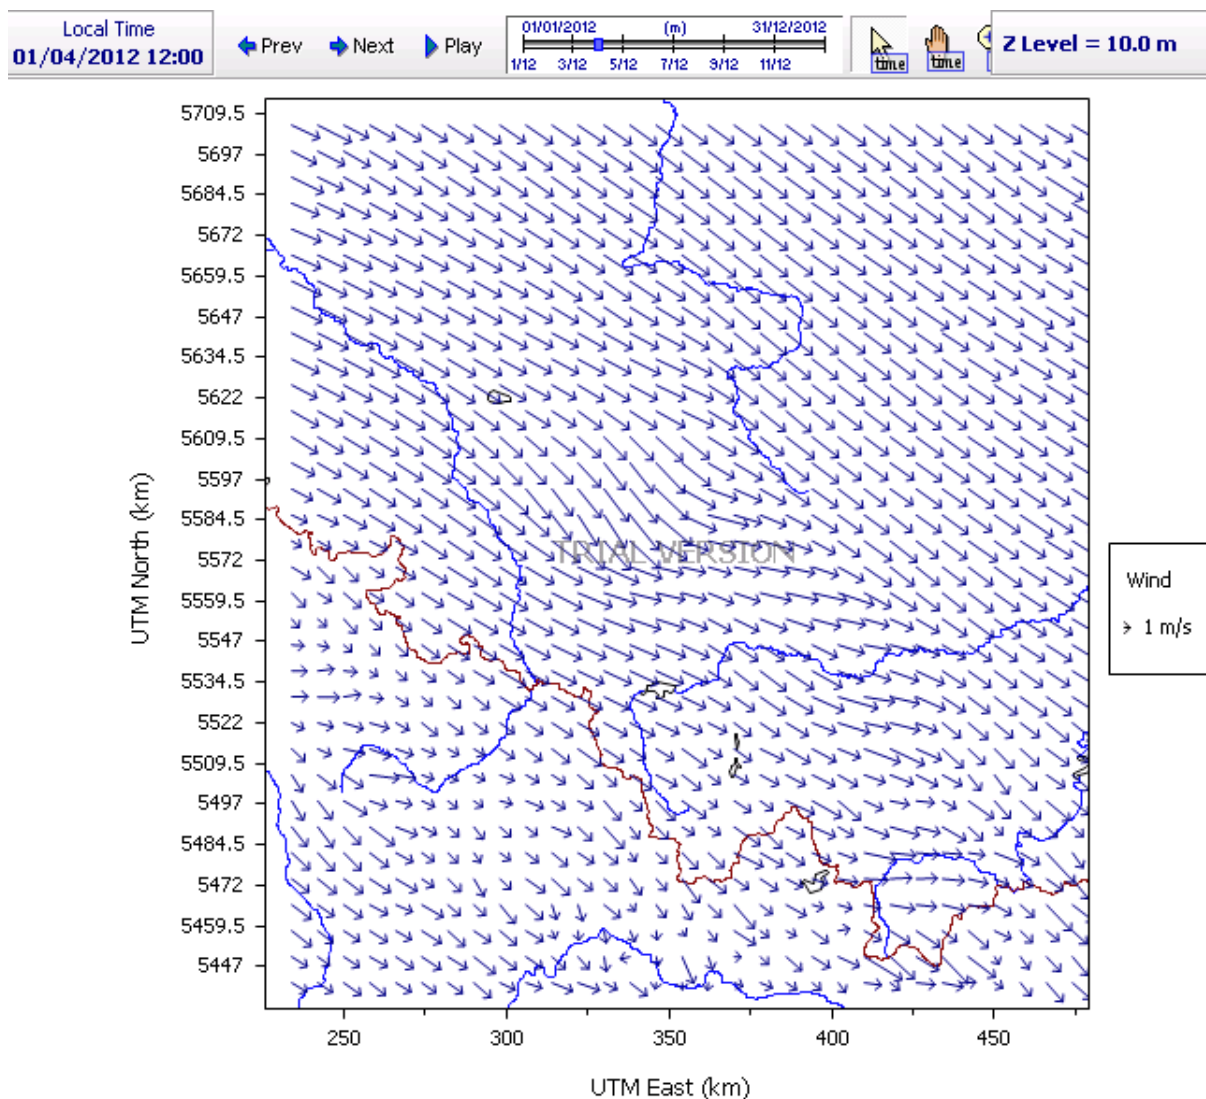 Local Time
01/04/2012 12:00
Prev
Next
Play
01/01/2012 (m) 31/12/2012
1/12 3/12 5/12 7/12 9/12 11/12
time
time
Z Level = 10.0 m
5709.5
5697
5684.5
5672
5659.5
5647
5634.5
5622
5609.5
5597
5584.5
5572
5559.5
5547
5534.5
5522
5509.5
5497
5484.5
5472
5459.5
5447
UTM North (km)
TRIAL VERSION
Wind
1 m/s
250 300 350 400 450
UTM East (km)